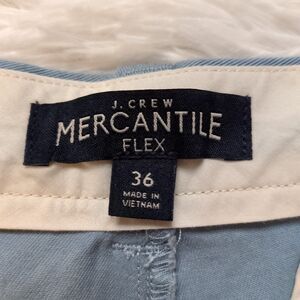 J. CREW
MERCANTILE
FLEX
36
MADE IN
VIETNAM